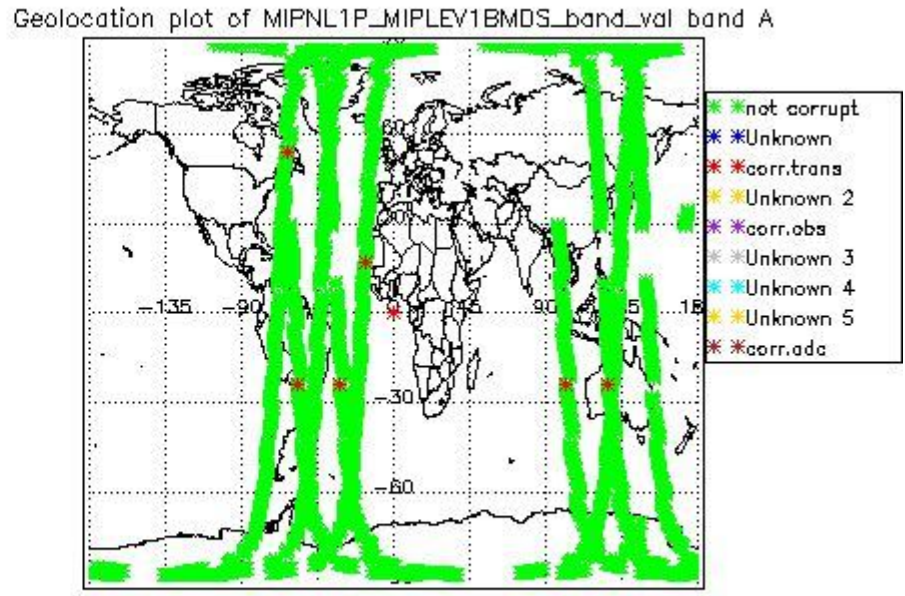 Geolocation plot of MIPNL1P_MIPLEV1BMDS_band_val band A
not corrupt
Unknown
corr.trans
Unknown 2
corr.obs
Unknown 3
Unknown 4
Unknown 5
corr.adc
-135
-90
90
-30
-60